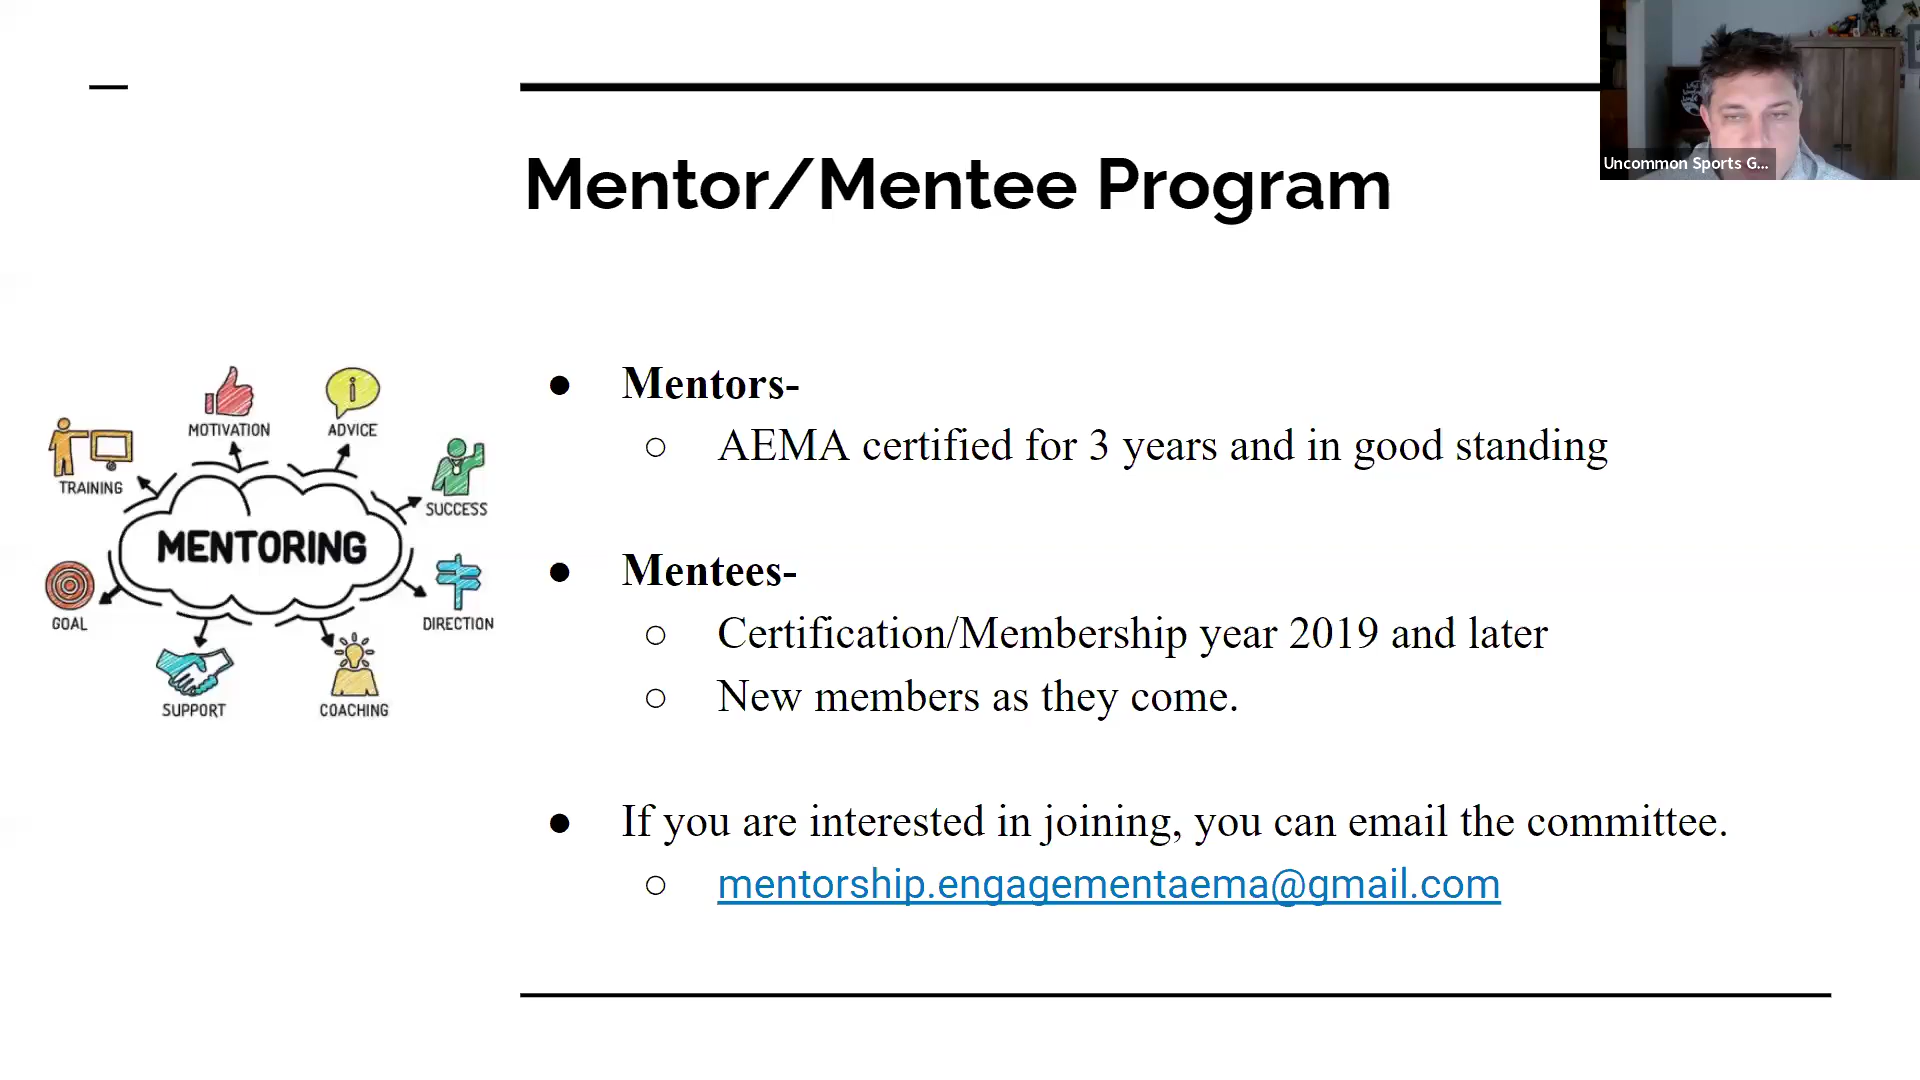 Uncommon Sports G...
Mentor/Mentee Program
● Mentors-
○ AEMA certified for 3 years and in good standing
● Mentees-
○ Certification/Membership year 2019 and later
○ New members as they come.
● If you are interested in joining, you can email the committee.
○ mentorship.engagementaema@gmail.com
MOTIVATION
ADVICE
TRAINING
SUCCESS
MENTORING
GOAL
DIRECTION
SUPPORT
COACHING